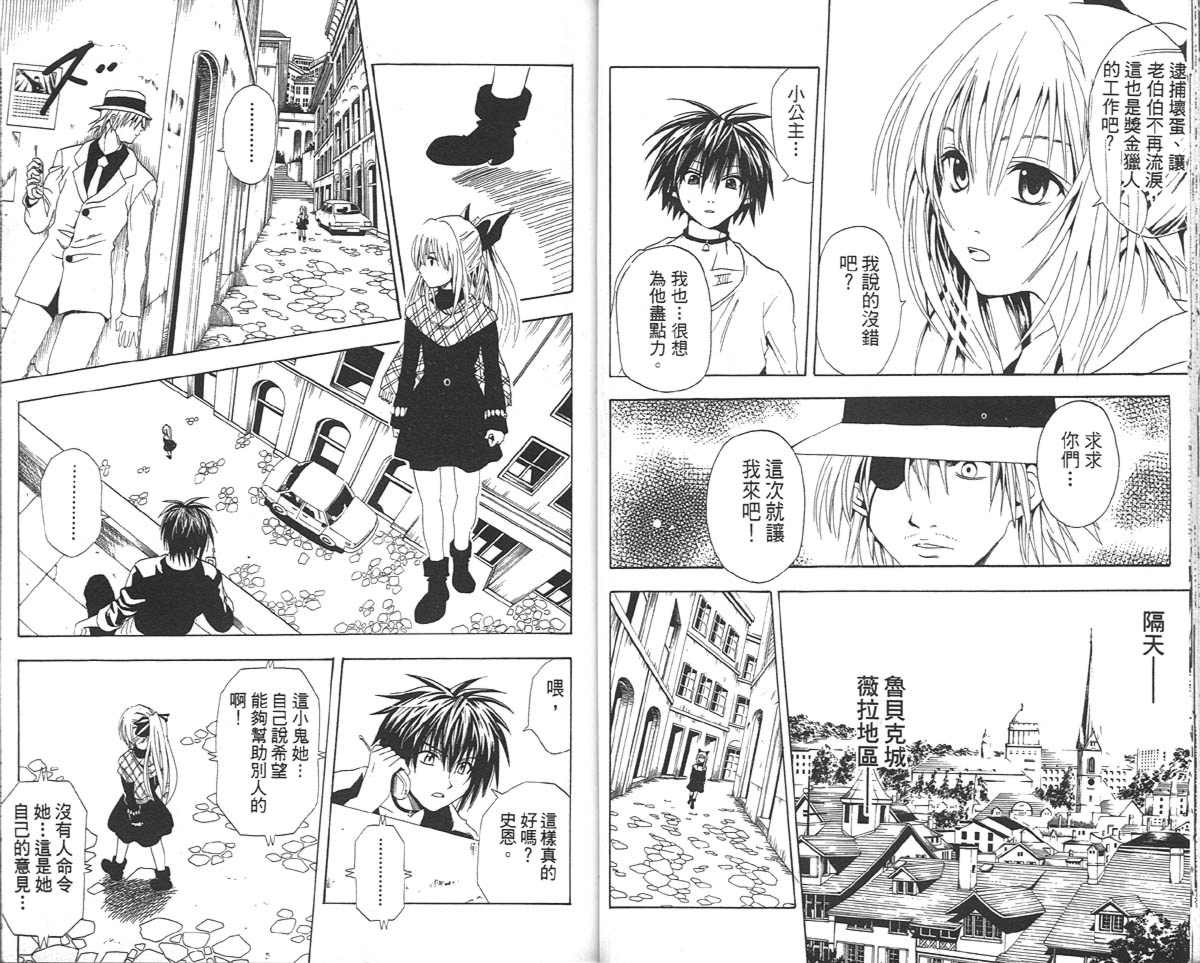 逮捕壞蛋、讓
老伯伯不再流淚
這也是獎金獵人
的工作吧？
我說的沒錯
吧？
小公主…
我也…很想
為他盡點力。
求求
你們…
這次就讓
我來吧！
隔天——
魯貝克城
薇拉地區
…………
…………
喂，
這樣真的
好嗎？
史恩。
…………
這小鬼她…
自己說希望
能夠幫助別人的
啊！
沒有人命令
她…這是她
自己的意見…